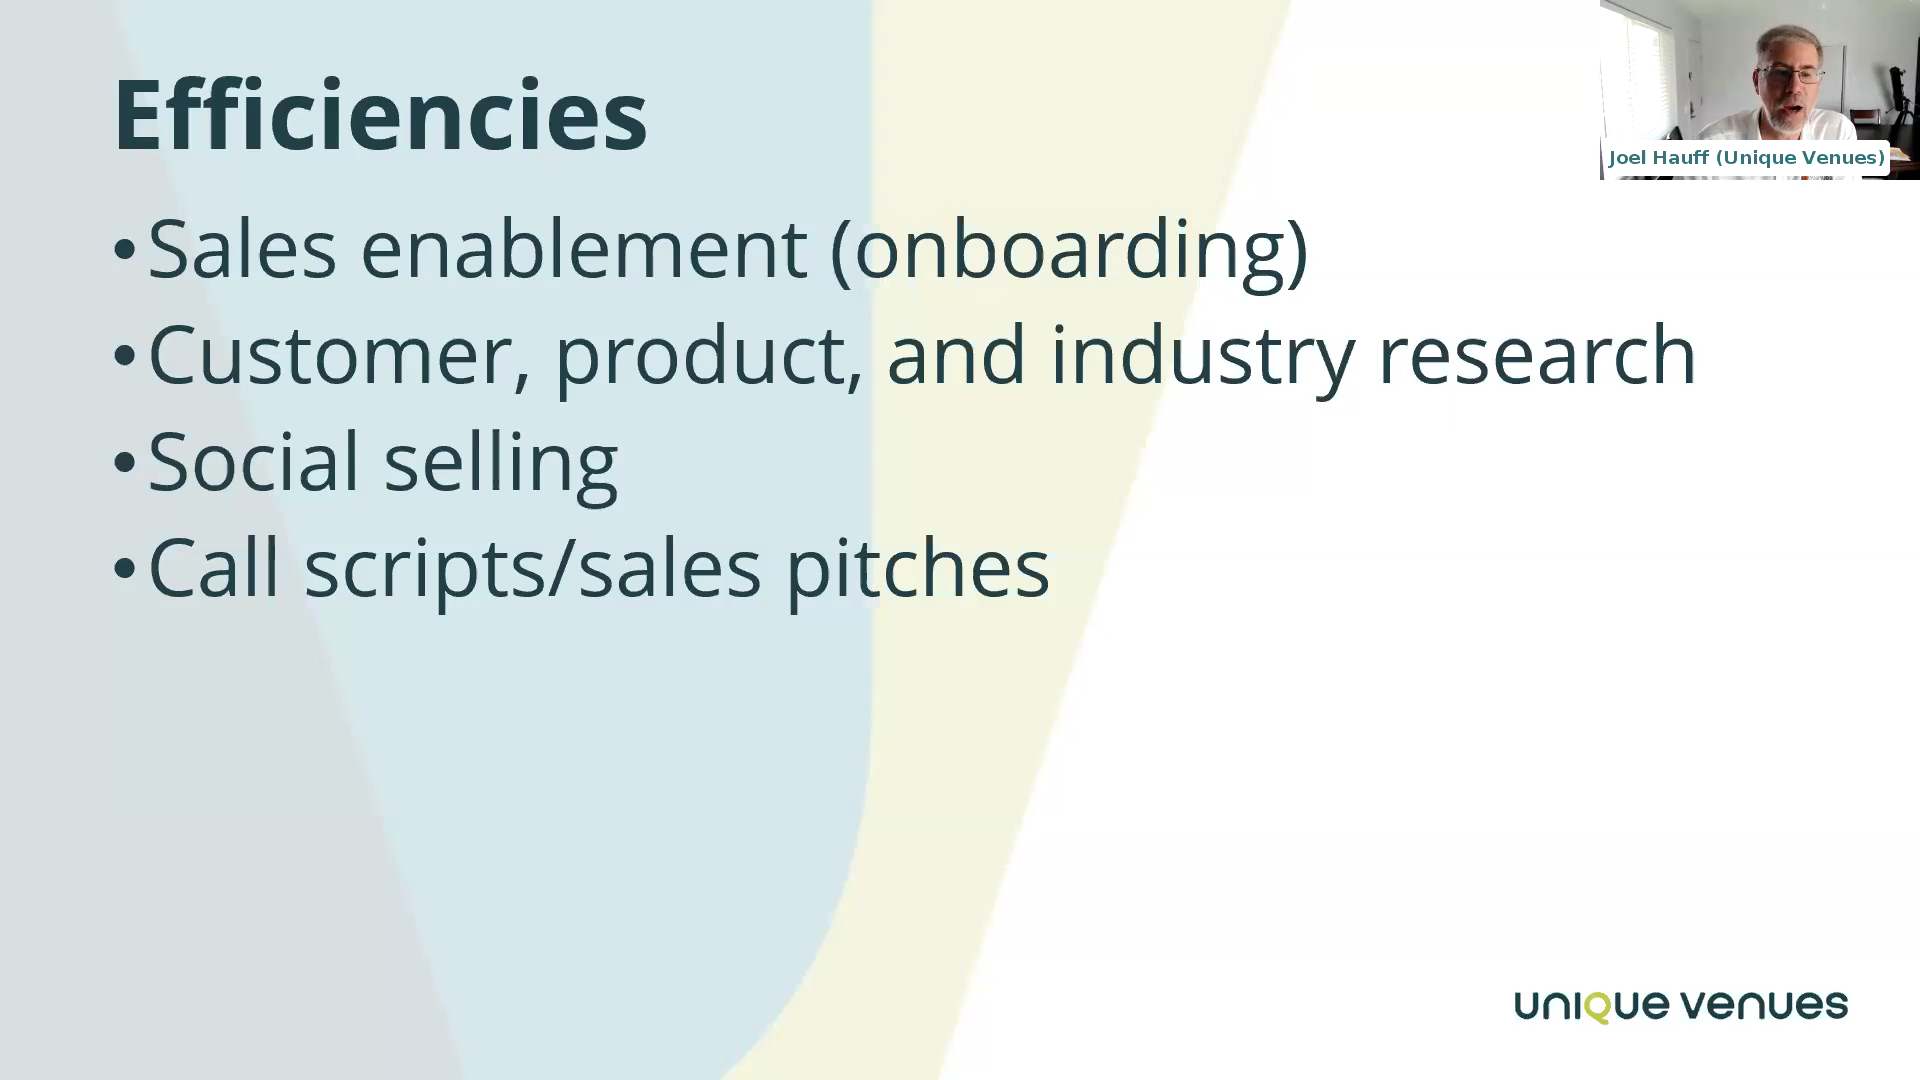 Efficiencies
Joel Hauff (Unique Venues)
•Sales enablement (onboarding)
•Customer, product, and industry research
•Social selling
•Call scripts/sales pitches
unique venues